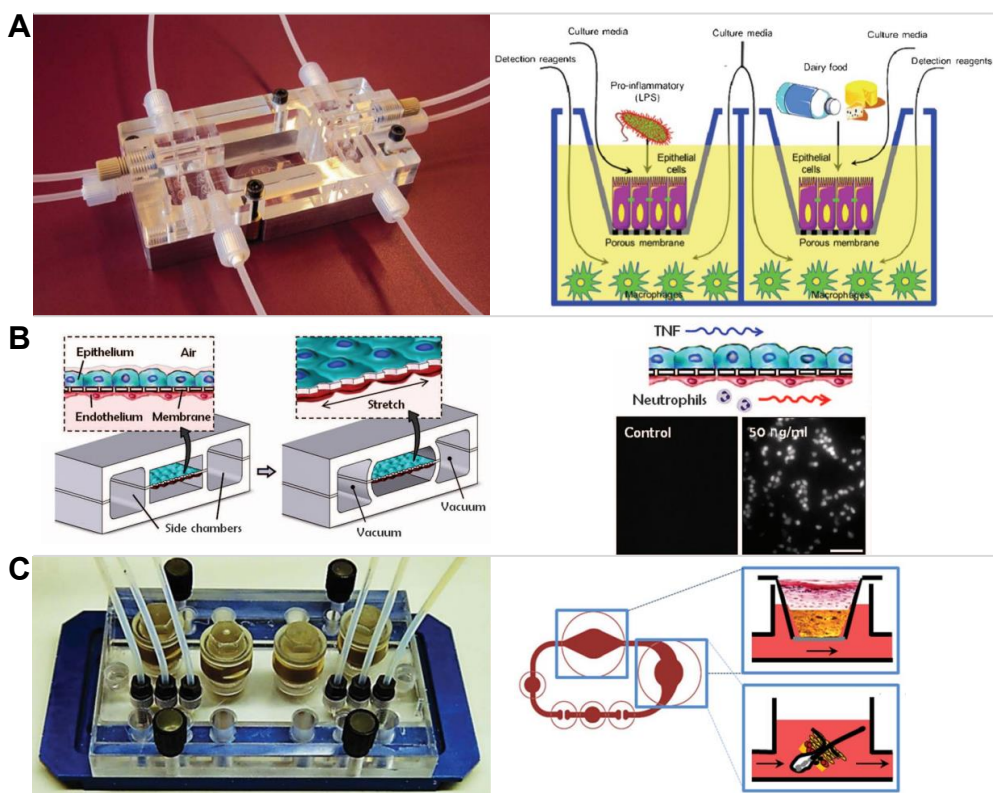 A
Culture media
Culture media
Culture media
Detection reagents
Detection reagents
Pro-inflammatory
(LPS)
Dairy food
Epithelial
cells
Epithelial
cells
Porous membrane
Porous membrane
Macrophages
Macrophages
B
Epithelium
Air
Endothelium
Membrane
Stretch
Side chambers
Vacuum
Vacuum
TNF
Neutrophils
Control
50 ng/ml
C